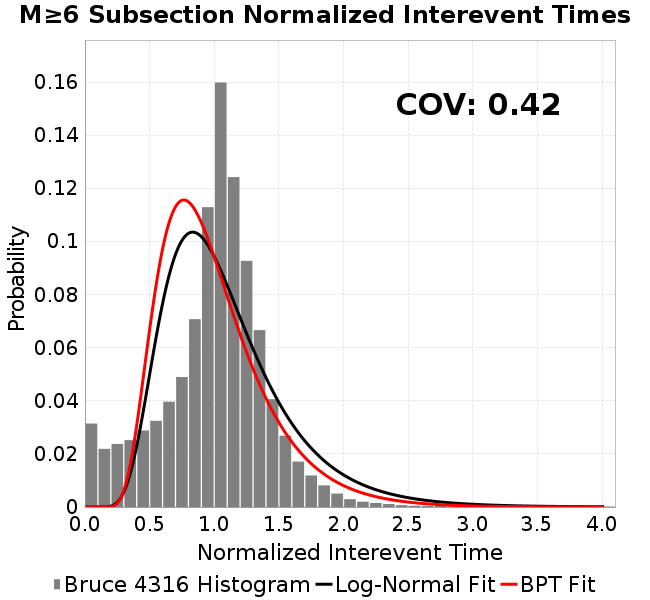 M≥6 Subsection Normalized Interevent Times
COV: 0.42
Probability
0.16
0.14
0.12
0.1
0.08
0.06
0.04
0.02
0
0.0 0.5 1.0 1.5 2.0 2.5 3.0 3.5 4.0
Normalized Interevent Time
Bruce 4316 Histogram Log-Normal Fit BPT Fit